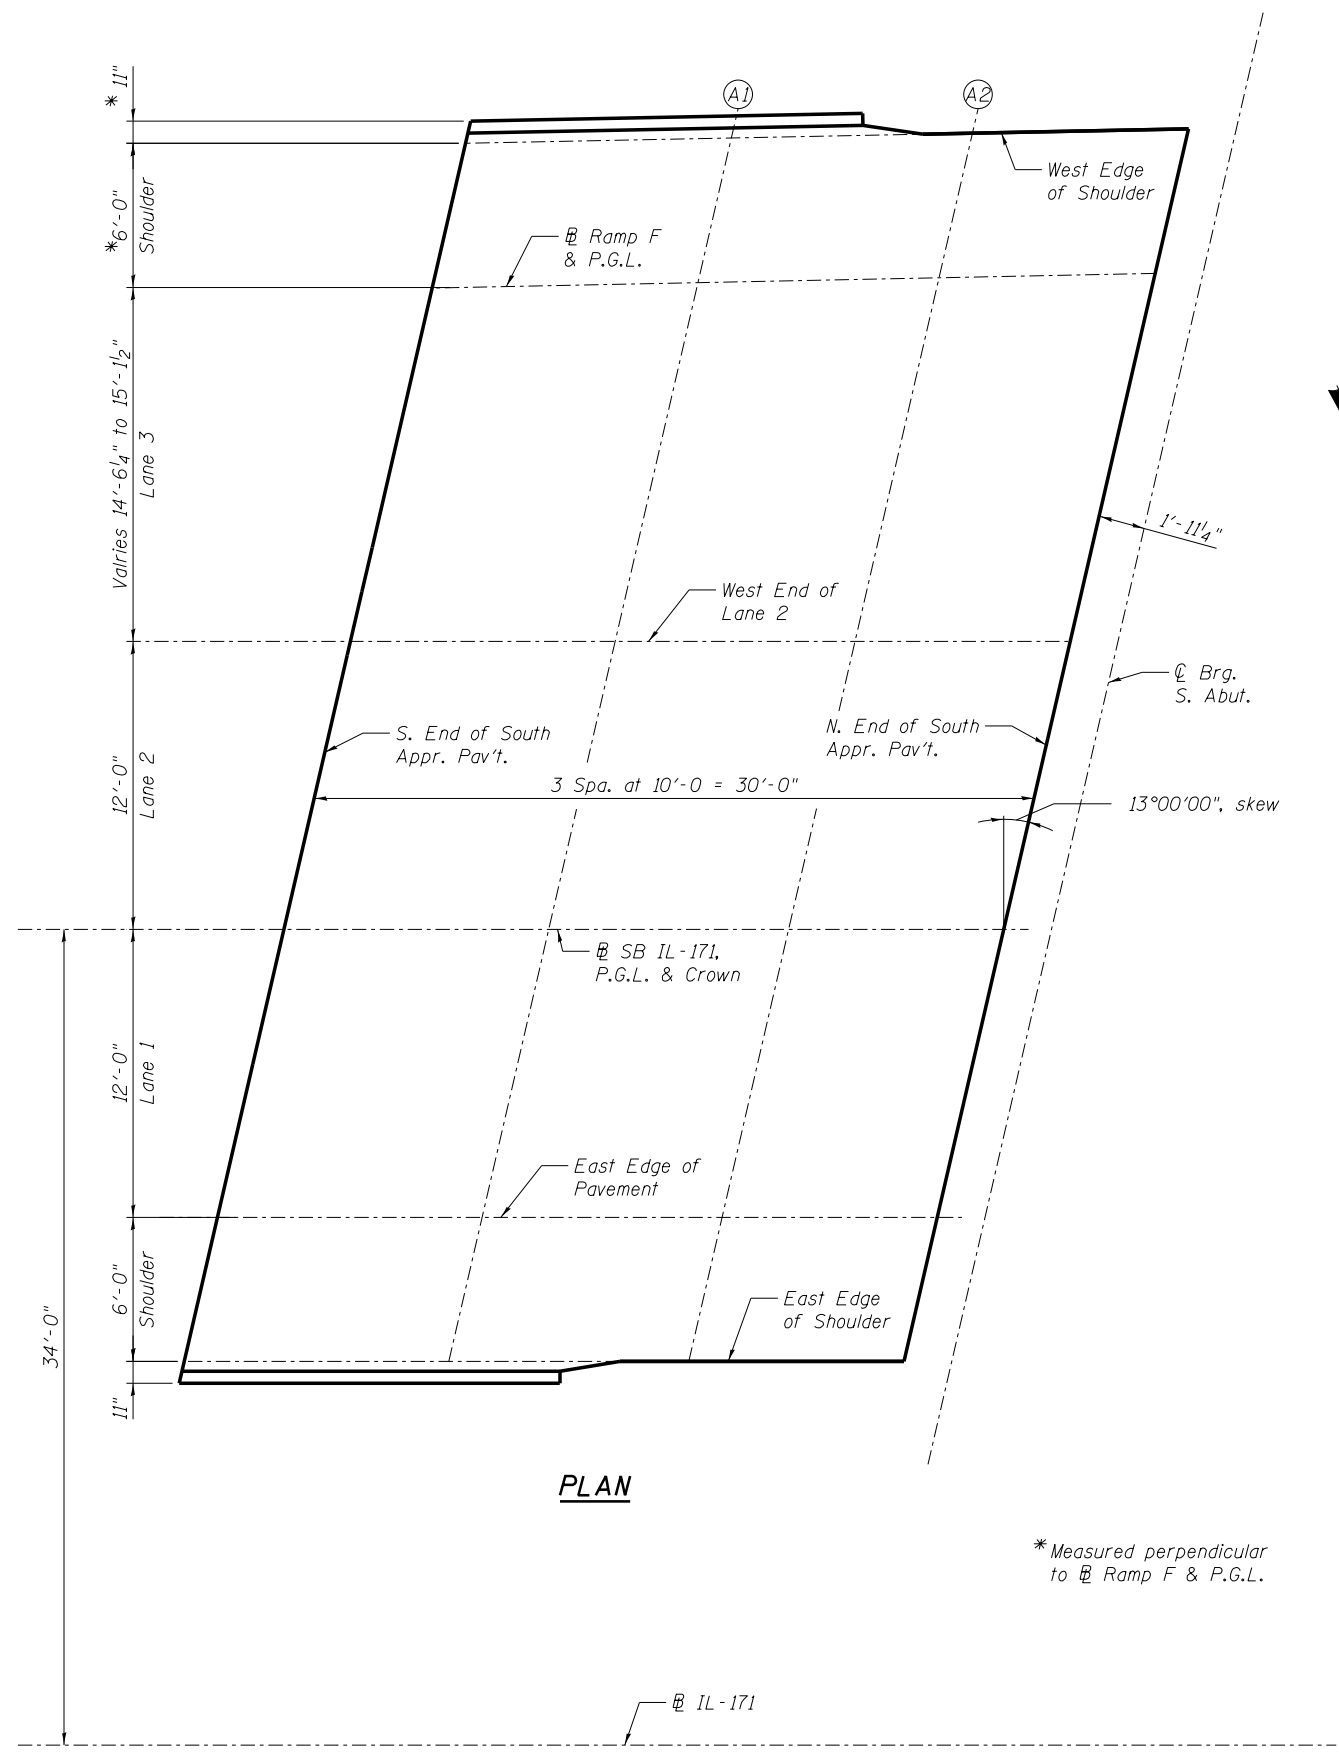 * 11"
A1
A2
West Edge
of Shoulder
* 6'-0"
Shoulder
℄ Ramp F
& P.G.L.
Valries 14'-6¼" to 15'-1½"
Lane 3
1'-11¼"
West End of
Lane 2
℄ Brg.
S. Abut.
S. End of South
Appr. Pav't.
N. End of South
Appr. Pav't.
12'-0"
Lane 2
3 Spa. at 10'-0 = 30'-0"
13°00'00", skew
SB IL-171,
P.G.L. & Crown
12'-0"
Lane 1
East Edge of
Pavement
6'-0"
Shoulder
East Edge
of Shoulder
34'-0"
11"
PLAN
* Measured perpendicular
to Ramp F & P.G.L.
IL-171